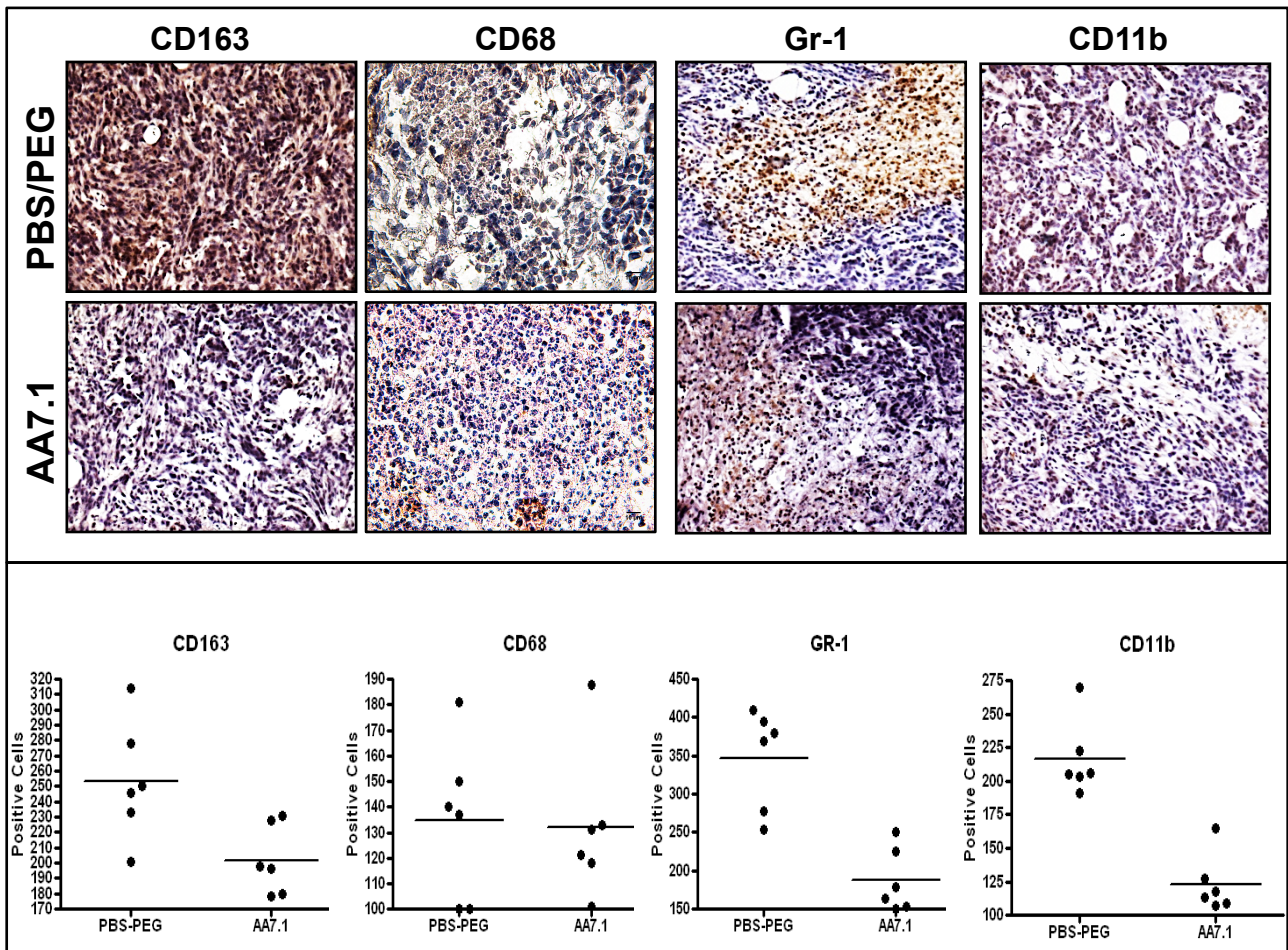 CD163 CD68 Gr-1 CD11b
PBS/PEG
AA7.1
CD163
Positive Cells
320
310
300
290
280
270
260
250
240
230
220
210
200
190
180
170
PBS-PEG AA7.1
CD68
Positive Cells
190
180
170
160
150
140
130
120
110
100
PBS-PEG AA7.1
GR-1
Positive Cells
450
400
350
300
250
200
150
PBS-PEG AA7.1
CD11b
Positive Cells
275
250
225
200
175
150
125
100
PBS-PEG AA7.1